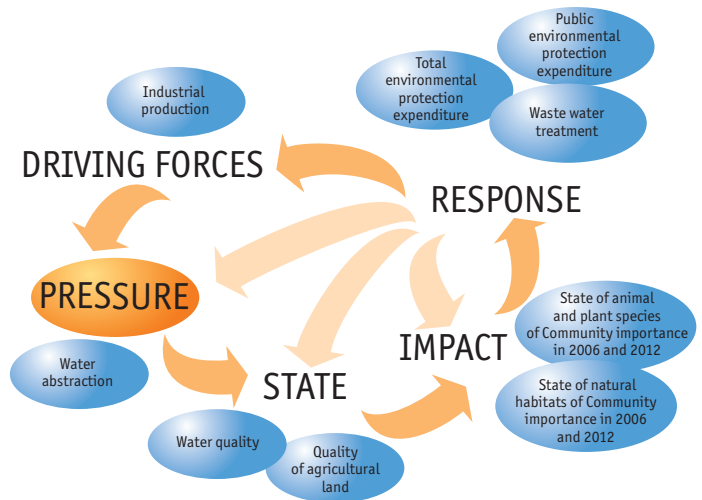 Public
environmental
protection
expenditure
Total
environmental
protection
expenditure
Waste water
treatment
Industrial
production
DRIVING FORCES
RESPONSE
PRESSURE
Water
abstraction
STATE
Water quality
Quality
of agricultural
land
IMPACT
State of animal
and plant species
of Community importance
in 2006 and 2012
State of natural
habitats of Community
importance in 2006
and 2012